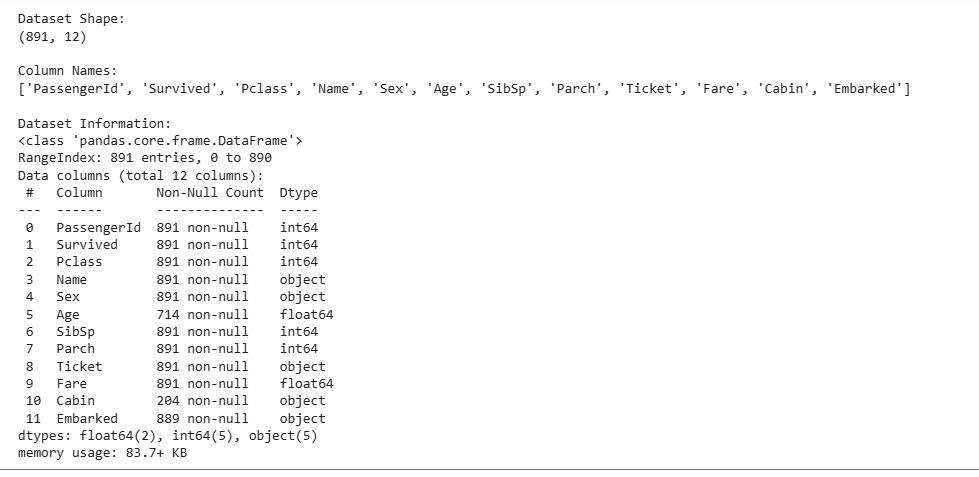 Dataset Shape:
(891, 12)
Column Names:
['PassengerId', 'Survived', 'Pclass', 'Name', 'Sex', 'Age', 'SibSp', 'Parch', 'Ticket', 'Fare', 'Cabin', 'Embarked']
Dataset Information:
<class 'pandas.core.frame.DataFrame'>
RangeIndex: 891 entries, 0 to 890
Data columns (total 12 columns):
 #   Column       Non-Null Count  Dtype
---  ------       --------------  -----
 0   PassengerId  891 non-null    int64
 1   Survived     891 non-null    int64
 2   Pclass       891 non-null    int64
 3   Name         891 non-null    object
 4   Sex          891 non-null    object
 5   Age          714 non-null    float64
 6   SibSp        891 non-null    int64
 7   Parch        891 non-null    int64
 8   Ticket       891 non-null    object
 9   Fare         891 non-null    float64
 10  Cabin        204 non-null    object
 11  Embarked     889 non-null    object
dtypes: float64(2), int64(5), object(5)
memory usage: 83.7+ KB